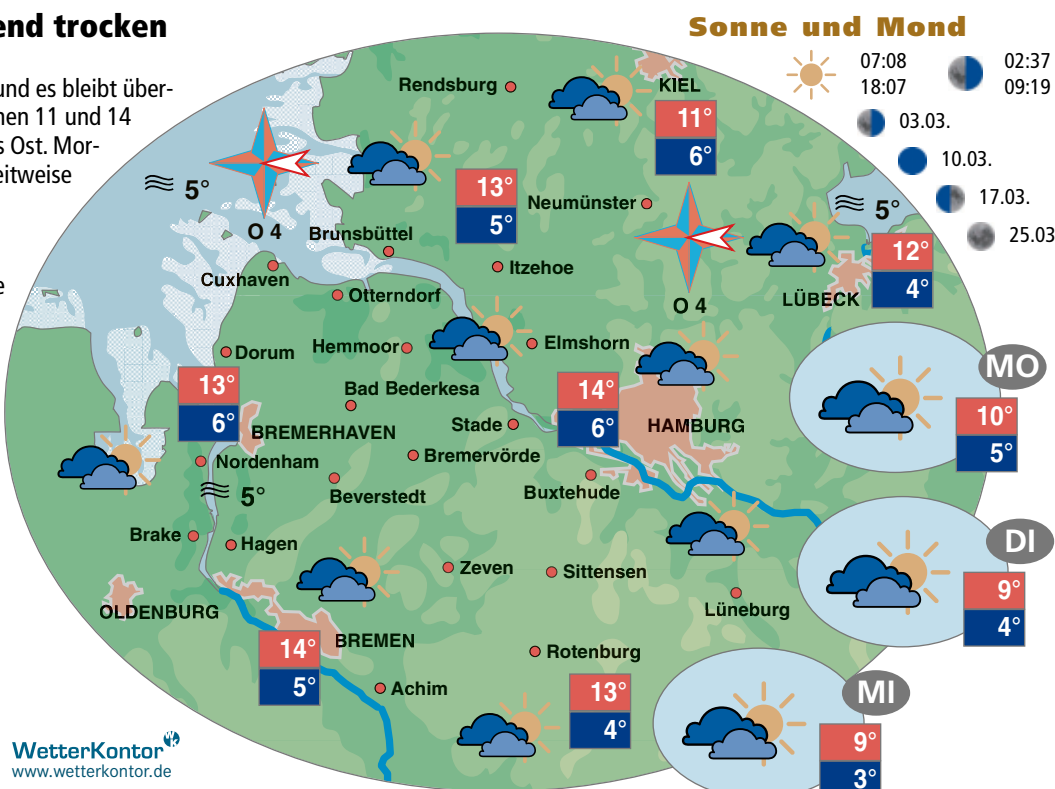 end trocken
und es bleibt über-
nen 11 und 14
s Ost. Mor-
eitweise
e
Sonne und Mond
07:08
18:07
02:37
09:19
03.03.
10.03.
17.03.
25.03
Rendsburg
KIEL
11°
6°
5°
13°
5°
Neumünster
5°
O 4
Brunsbüttel
12°
4°
Cuxhaven
Itzehoe
Otterndorf
O 4
LÜBECK
Dorum
Hemmoor
Elmshorn
MO
10°
5°
13°
6°
Bad Bederkesa
14°
6°
BREMERHAVEN
Stade
HAMBURG
Nordenham
Bremervörde
5°
Beverstedt
Buxtehude
Brake
Hagen
DI
9°
4°
Zeven
Sittensen
OLDENBURG
Lüneburg
BREMEN
14°
5°
Rotenburg
Achim
13°
4°
MI
9°
3°
WetterKontor
www.wetterkontor.de